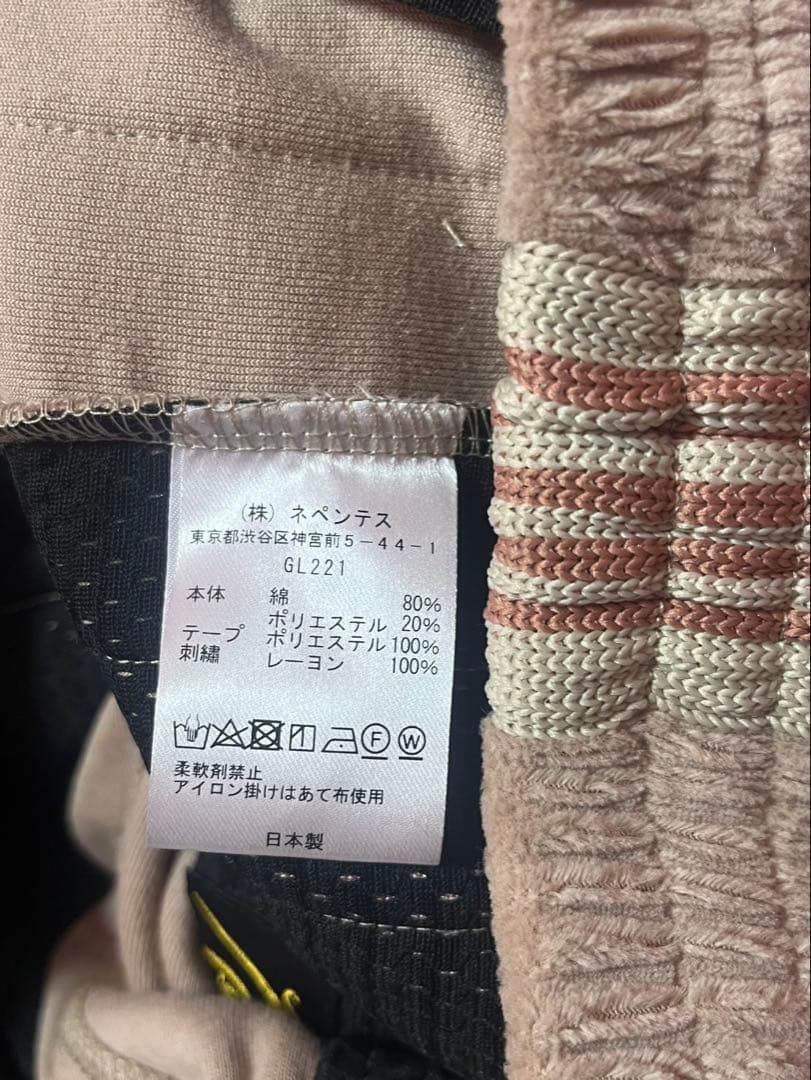 (株) ネペンテス
東京都渋谷区神宮前5-44-1
GL221
本体 綿 80%
ポリエステル 20%
テープ ポリエステル 100%
刺繍 レーヨン 100%
F W
柔軟剤禁止
アイロン掛けはあて布使用
日本製